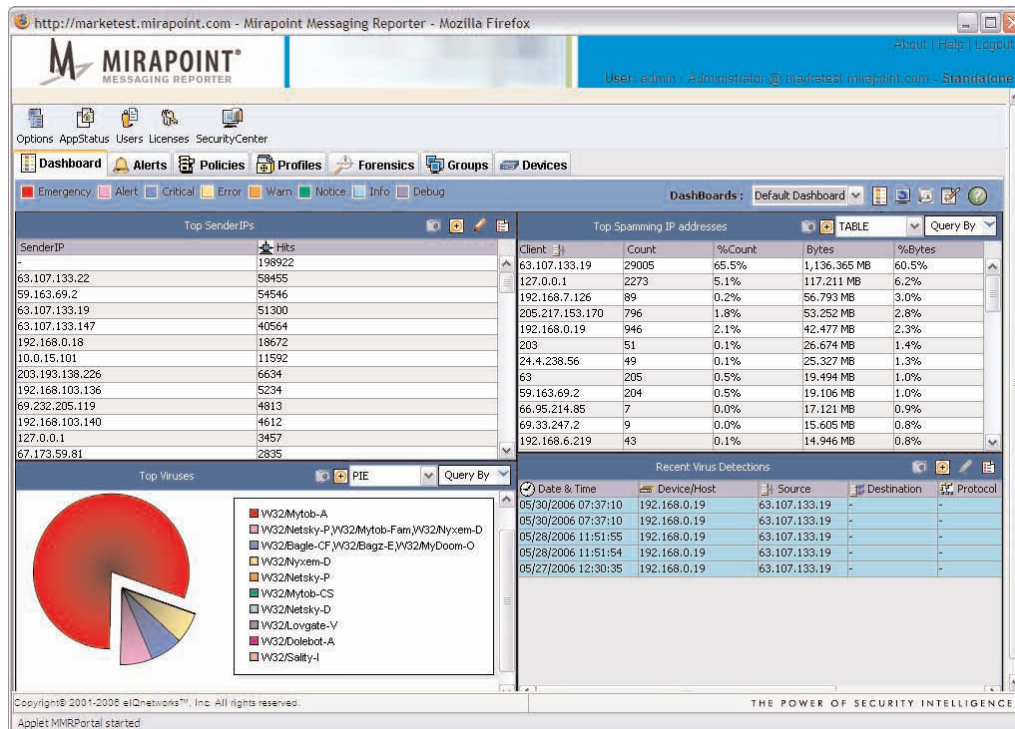 http://marketest.mirapoint.com - Mirapoint Messaging Reporter - Mozilla Firefox
MIRAPOINT®
MESSAGING REPORTER
About | Help | Logout
User: admin - Administrator @ marketest.mirapoint.com - Standalone
Options AppStatus Users Licenses SecurityCenter
Dashboard Alerts Policies Profiles Forensics Groups Devices
Emergency Alert Critical Error Warn Notice Info Debug
DashBoards : Default Dashboard
Top SenderIPs
SenderIP Hits
- 198922
63.107.133.22 58455
59.163.69.2 54546
63.107.133.19 51300
63.107.133.147 40564
192.168.0.18 18672
10.0.15.101 11592
203.193.138.226 6634
192.168.103.136 5234
69.232.205.119 4813
192.168.103.140 4612
127.0.0.1 3457
67.173.59.81 2835
Top Spamming IP addresses TABLE Query By
Client Count %Count Bytes %Bytes
63.107.133.19 29005 65.5% 1,136.365 MB 60.5%
127.0.0.1 2273 5.1% 117.211 MB 6.2%
192.168.7.126 89 0.2% 56.793 MB 3.0%
205.217.153.170 796 1.8% 53.252 MB 2.8%
192.168.0.19 946 2.1% 42.477 MB 2.3%
203 51 0.1% 26.674 MB 1.4%
24.4.238.56 49 0.1% 25.327 MB 1.3%
63 205 0.5% 19.494 MB 1.0%
59.163.69.2 204 0.5% 19.106 MB 1.0%
66.95.214.85 7 0.0% 17.121 MB 0.9%
69.33.247.2 9 0.0% 15.605 MB 0.8%
192.168.6.219 43 0.1% 14.946 MB 0.8%
Top Viruses PIE Query By
W32/Mytob-A
W32/Netsky-P,W32/Mytob-Fam,W32/Nyxem-D
W32/Bagle-CF,W32/Bagz-E,W32/MyDoom-O
W32/Nyxem-D
W32/Netsky-P
W32/Mytob-CS
W32/Netsky-D
W32/Lovgate-V
W32/Dolebot-A
W32/Sality-I
Recent Virus Detections
Date & Time Device/Host Source Destination Protocol
05/30/2006 07:37:10 192.168.0.19 63.107.133.19 - -
05/30/2006 07:37:10 192.168.0.19 63.107.133.19 - -
05/28/2006 11:51:55 192.168.0.19 63.107.133.19 - -
05/28/2006 11:51:54 192.168.0.19 63.107.133.19 - -
05/27/2006 12:30:35 192.168.0.19 63.107.133.19 - -
Copyright© 2001-2006 eIQnetworks™, Inc. All rights reserved.
THE POWER OF SECURITY INTELLIGENCE
Applet MMRPortal started